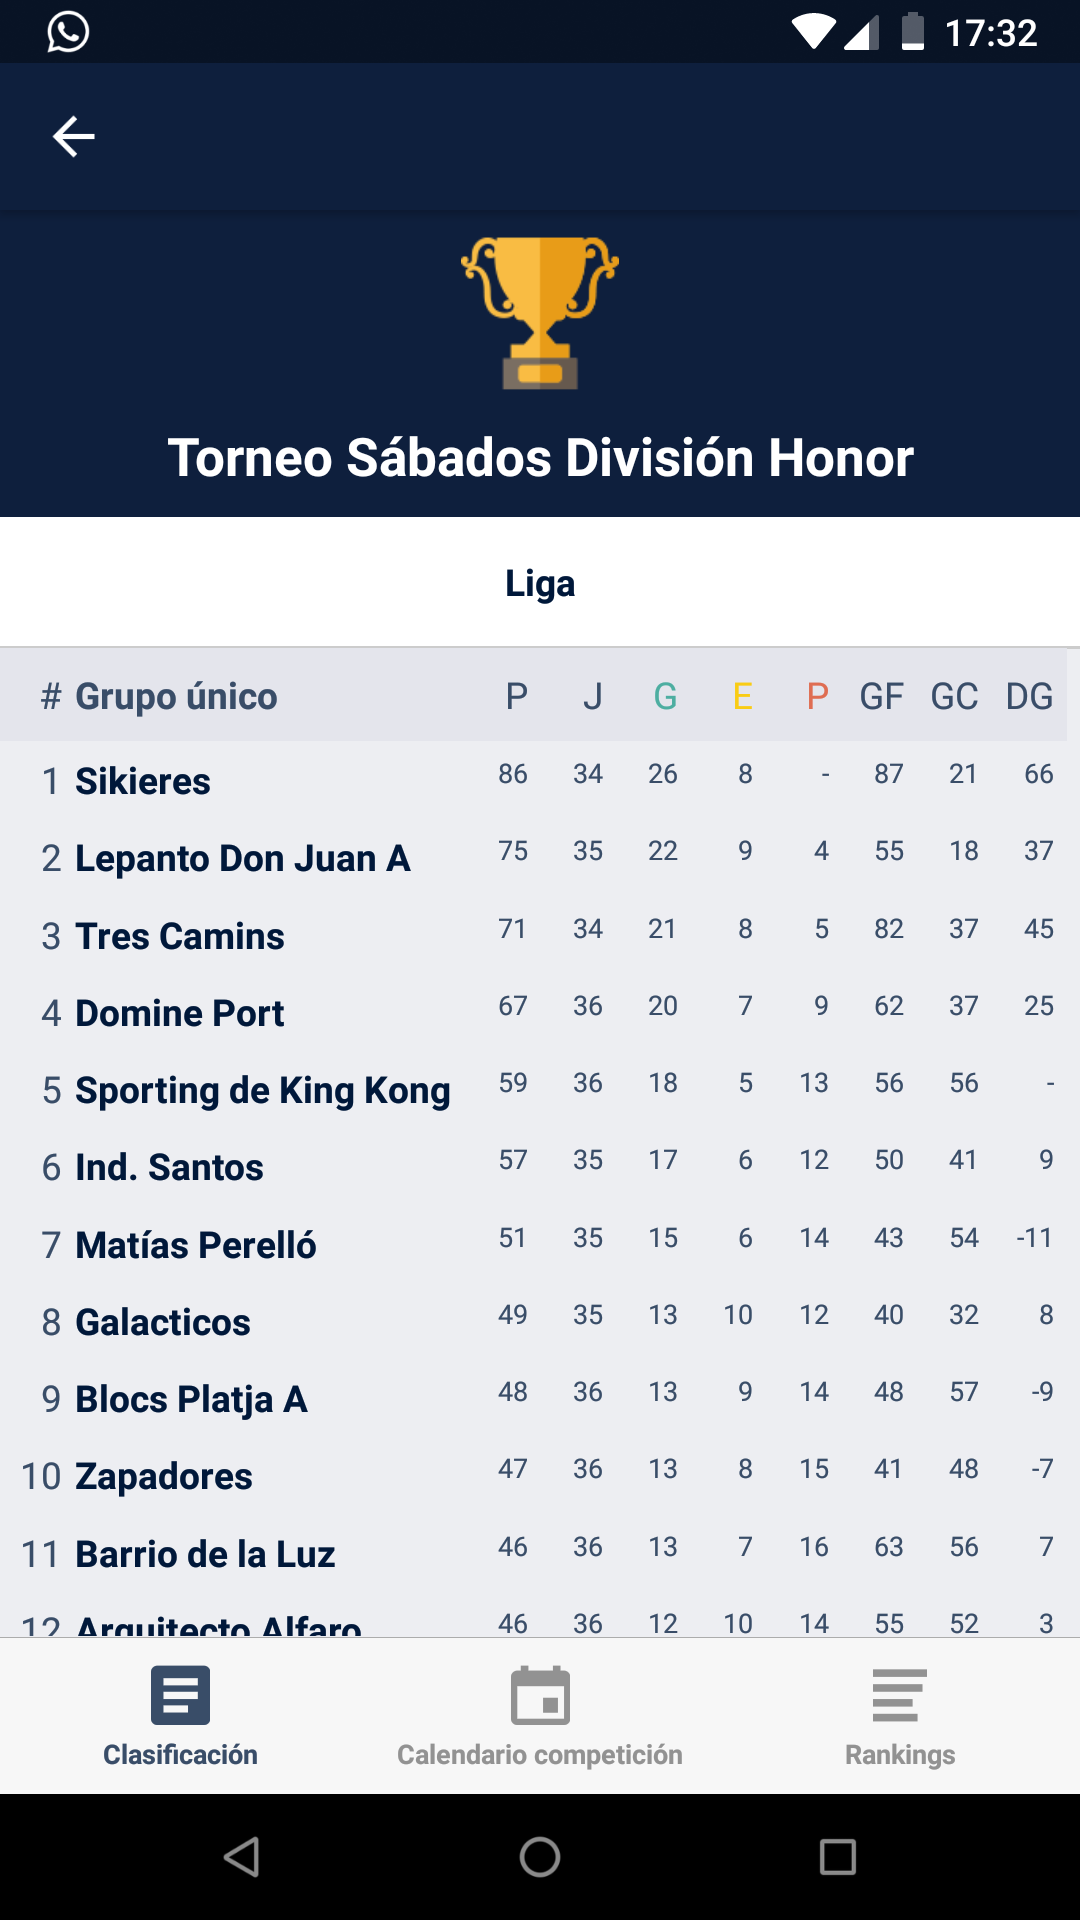 17:32
Torneo Sábados División Honor
Liga
# Grupo único P J G E P GF GC DG
1 Sikieres 86 34 26 8 - 87 21 66
2 Lepanto Don Juan A 75 35 22 9 4 55 18 37
3 Tres Camins 71 34 21 8 5 82 37 45
4 Domine Port 67 36 20 7 9 62 37 25
5 Sporting de King Kong 59 36 18 5 13 56 56 -
6 Ind. Santos 57 35 17 6 12 50 41 9
7 Matías Perelló 51 35 15 6 14 43 54 -11
8 Galacticos 49 35 13 10 12 40 32 8
9 Blocs Platja A 48 36 13 9 14 48 57 -9
10 Zapadores 47 36 13 8 15 41 48 -7
11 Barrio de la Luz 46 36 13 7 16 63 56 7
12 Arquitecto Alfaro 46 36 12 10 14 55 52 3
Clasificación Calendario competición Rankings